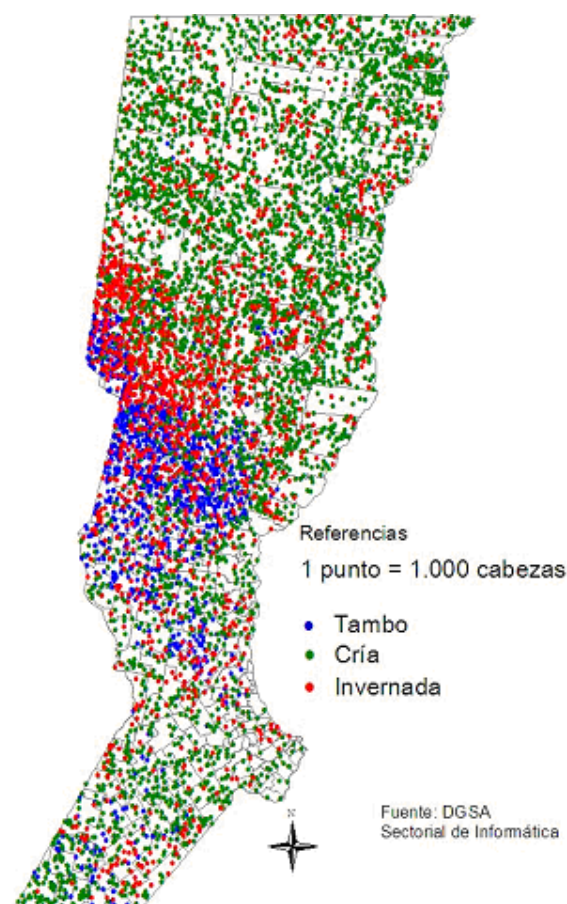 Referencias
1 punto = 1.000 cabezas
Tambo
Cría
Invernada
Fuente: DGSA
Sectorial de Informática
N